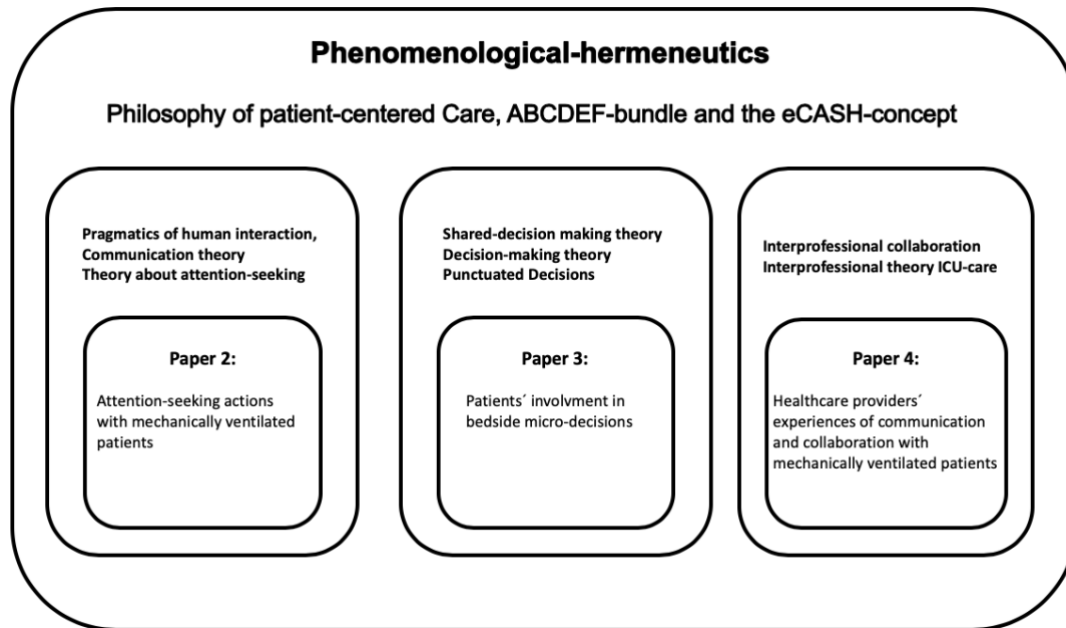 Phenomenological-hermeneutics
Philosophy of patient-centered Care, ABCDEF-bundle and the eCASH-concept
Pragmatics of human interaction,
Communication theory
Theory about attention-seeking
Paper 2:
Attention-seeking actions
with mechanically ventilated
patients
Shared-decision making theory
Decision-making theory
Punctuated Decisions
Paper 3:
Patients´ involvment in
bedside micro-decisions
Interprofessional collaboration
Interprofessional theory ICU-care
Paper 4:
Healthcare providers´
experiences of communication
and collaboration with
mechanically ventilated patients